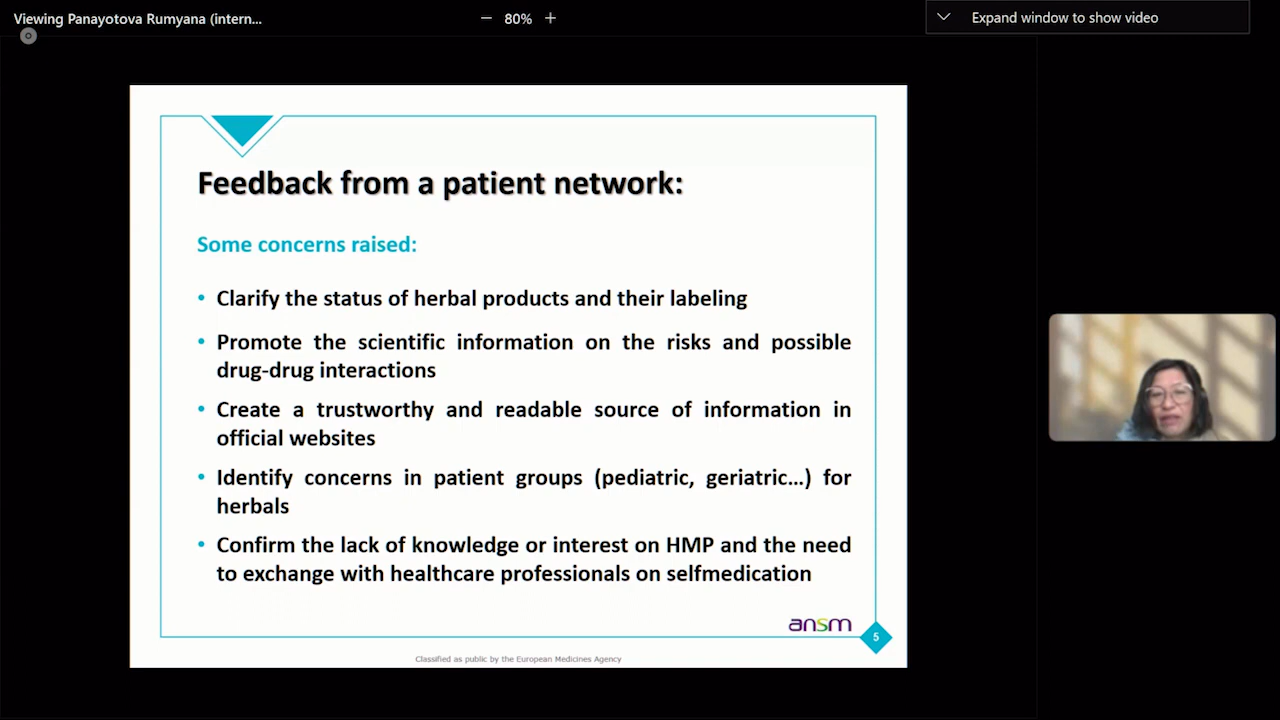 Viewing Panayotova Rumyana (intern...
80%
Expand window to show video
Feedback from a patient network:
Some concerns raised:
• Clarify the status of herbal products and their labeling
• Promote the scientific information on the risks and possible
drug-drug interactions
• Create a trustworthy and readable source of information in
official websites
• Identify concerns in patient groups (pediatric, geriatric...) for
herbals
• Confirm the lack of knowledge or interest on HMP and the need
to exchange with healthcare professionals on selfmedication
ansm
5
Classified as public by the European Medicines Agency